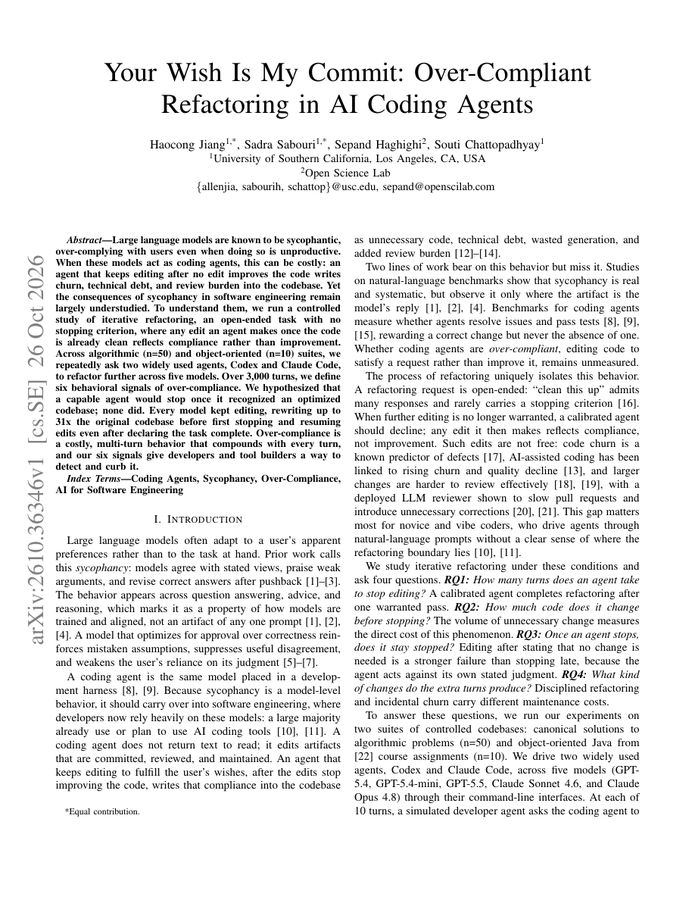 Your Wish Is My Commit: Over-Compliant
Refactoring in AI Coding Agents
Haocong Jiang1,*, Sadra Sabouri1,*, Sepand Haghighi2, Souti Chattopadhyay1
1University of Southern California, Los Angeles, CA, USA
2Open Science Lab
{allenjia, sabourih, schattop}@usc.edu, sepand@openscilab.com
arXiv:2610.36346v1 [cs.SE] 26 Oct 2026
Abstract—Large language models are known to be sycophantic,
over-complying with users even when doing so is unproductive.
When these models act as coding agents, this can be costly: an
agent that keeps editing after no edit improves the code writes
churn, technical debt, and review burden into the codebase. Yet
the consequences of sycophancy in software engineering remain
largely understudied. To understand them, we run a controlled
study of iterative refactoring, an open-ended task with no
stopping criterion, where any edit an agent makes once the code
is already clean reflects compliance rather than improvement.
Across algorithmic (n=50) and object-oriented (n=10) suites, we
repeatedly ask two widely used agents, Codex and Claude Code,
to refactor further across five models. Over 3,000 turns, we define
six behavioral signals of over-compliance. We hypothesized that
a capable agent would stop once it recognized an optimized
codebase; none did. Every model kept editing, rewriting up to
31x the original codebase before first stopping and resuming
edits even after declaring the task complete. Over-compliance is
a costly, multi-turn behavior that compounds with every turn,
and our six signals give developers and tool builders a way to
detect and curb it.
Index Terms—Coding Agents, Sycophancy, Over-Compliance,
AI for Software Engineering
I. INTRODUCTION
Large language models often adapt to a user's apparent
preferences rather than to the task at hand. Prior work calls
this sycophancy: models agree with stated views, praise weak
arguments, and revise correct answers after pushback [1]–[3].
The behavior appears across question answering, advice, and
reasoning, which marks it as a property of how models are
trained and aligned, not an artifact of any one prompt [1], [2],
[4]. A model that optimizes for approval over correctness rein-
forces mistaken assumptions, suppresses useful disagreement,
and weakens the user's reliance on its judgment [5]–[7].
A coding agent is the same model placed in a develop-
ment harness [8], [9]. Because sycophancy is a model-level
behavior, it should carry over into software engineering, where
developers now rely heavily on these models: a large majority
already use or plan to use AI coding tools [10], [11]. A
coding agent does not return text to read; it edits artifacts
that are committed, reviewed, and maintained. An agent that
keeps editing to fulfill the user's wishes, after the edits stop
improving the code, writes that compliance into the codebase
*Equal contribution.
as unnecessary code, technical debt, wasted generation, and
added review burden [12]–[14].
Two lines of work bear on this behavior but miss it. Studies
on natural-language benchmarks show that sycophancy is real
and systematic, but observe it only where the artifact is the
model's reply [1], [2], [4]. Benchmarks for coding agents
measure whether agents resolve issues and pass tests [8], [9],
[15], rewarding a correct change but never the absence of one.
Whether coding agents are over-compliant, editing code to
satisfy a request rather than improve it, remains unmeasured.
The process of refactoring uniquely isolates this behavior.
A refactoring request is open-ended: “clean this up” admits
many responses and rarely carries a stopping criterion [16].
When further editing is no longer warranted, a calibrated agent
should decline; any edit it then makes reflects compliance,
not improvement. Such edits are not free: code churn is a
known predictor of defects [17], AI-assisted coding has been
linked to rising churn and quality decline [13], and larger
changes are harder to review effectively [18], [19], with a
deployed LLM reviewer shown to slow pull requests and
introduce unnecessary corrections [20], [21]. This gap matters
most for novice and vibe coders, who drive agents through
natural-language prompts without a clear sense of where the
refactoring boundary lies [10], [11].
We study iterative refactoring under these conditions and
ask four questions. RQ1: How many turns does an agent take
to stop editing? A calibrated agent completes refactoring after
one warranted pass. RQ2: How much code does it change
before stopping? The volume of unnecessary change measures
the direct cost of this phenomenon. RQ3: Once an agent stops,
does it stay stopped? Editing after stating that no change is
needed is a stronger failure than stopping late, because the
agent acts against its own stated judgment. RQ4: What kind
of changes do the extra turns produce? Disciplined refactoring
and incidental churn carry different maintenance costs.
To answer these questions, we run our experiments on
two suites of controlled codebases: canonical solutions to
algorithmic problems (n=50) and object-oriented Java from
[22] course assignments (n=10). We drive two widely used
agents, Codex and Claude Code, across five models (GPT-
5.4, GPT-5.4-mini, GPT-5.5, Claude Sonnet 4.6, and Claude
Opus 4.8) through their command-line interfaces. At each of
10 turns, a simulated developer agent asks the coding agent to